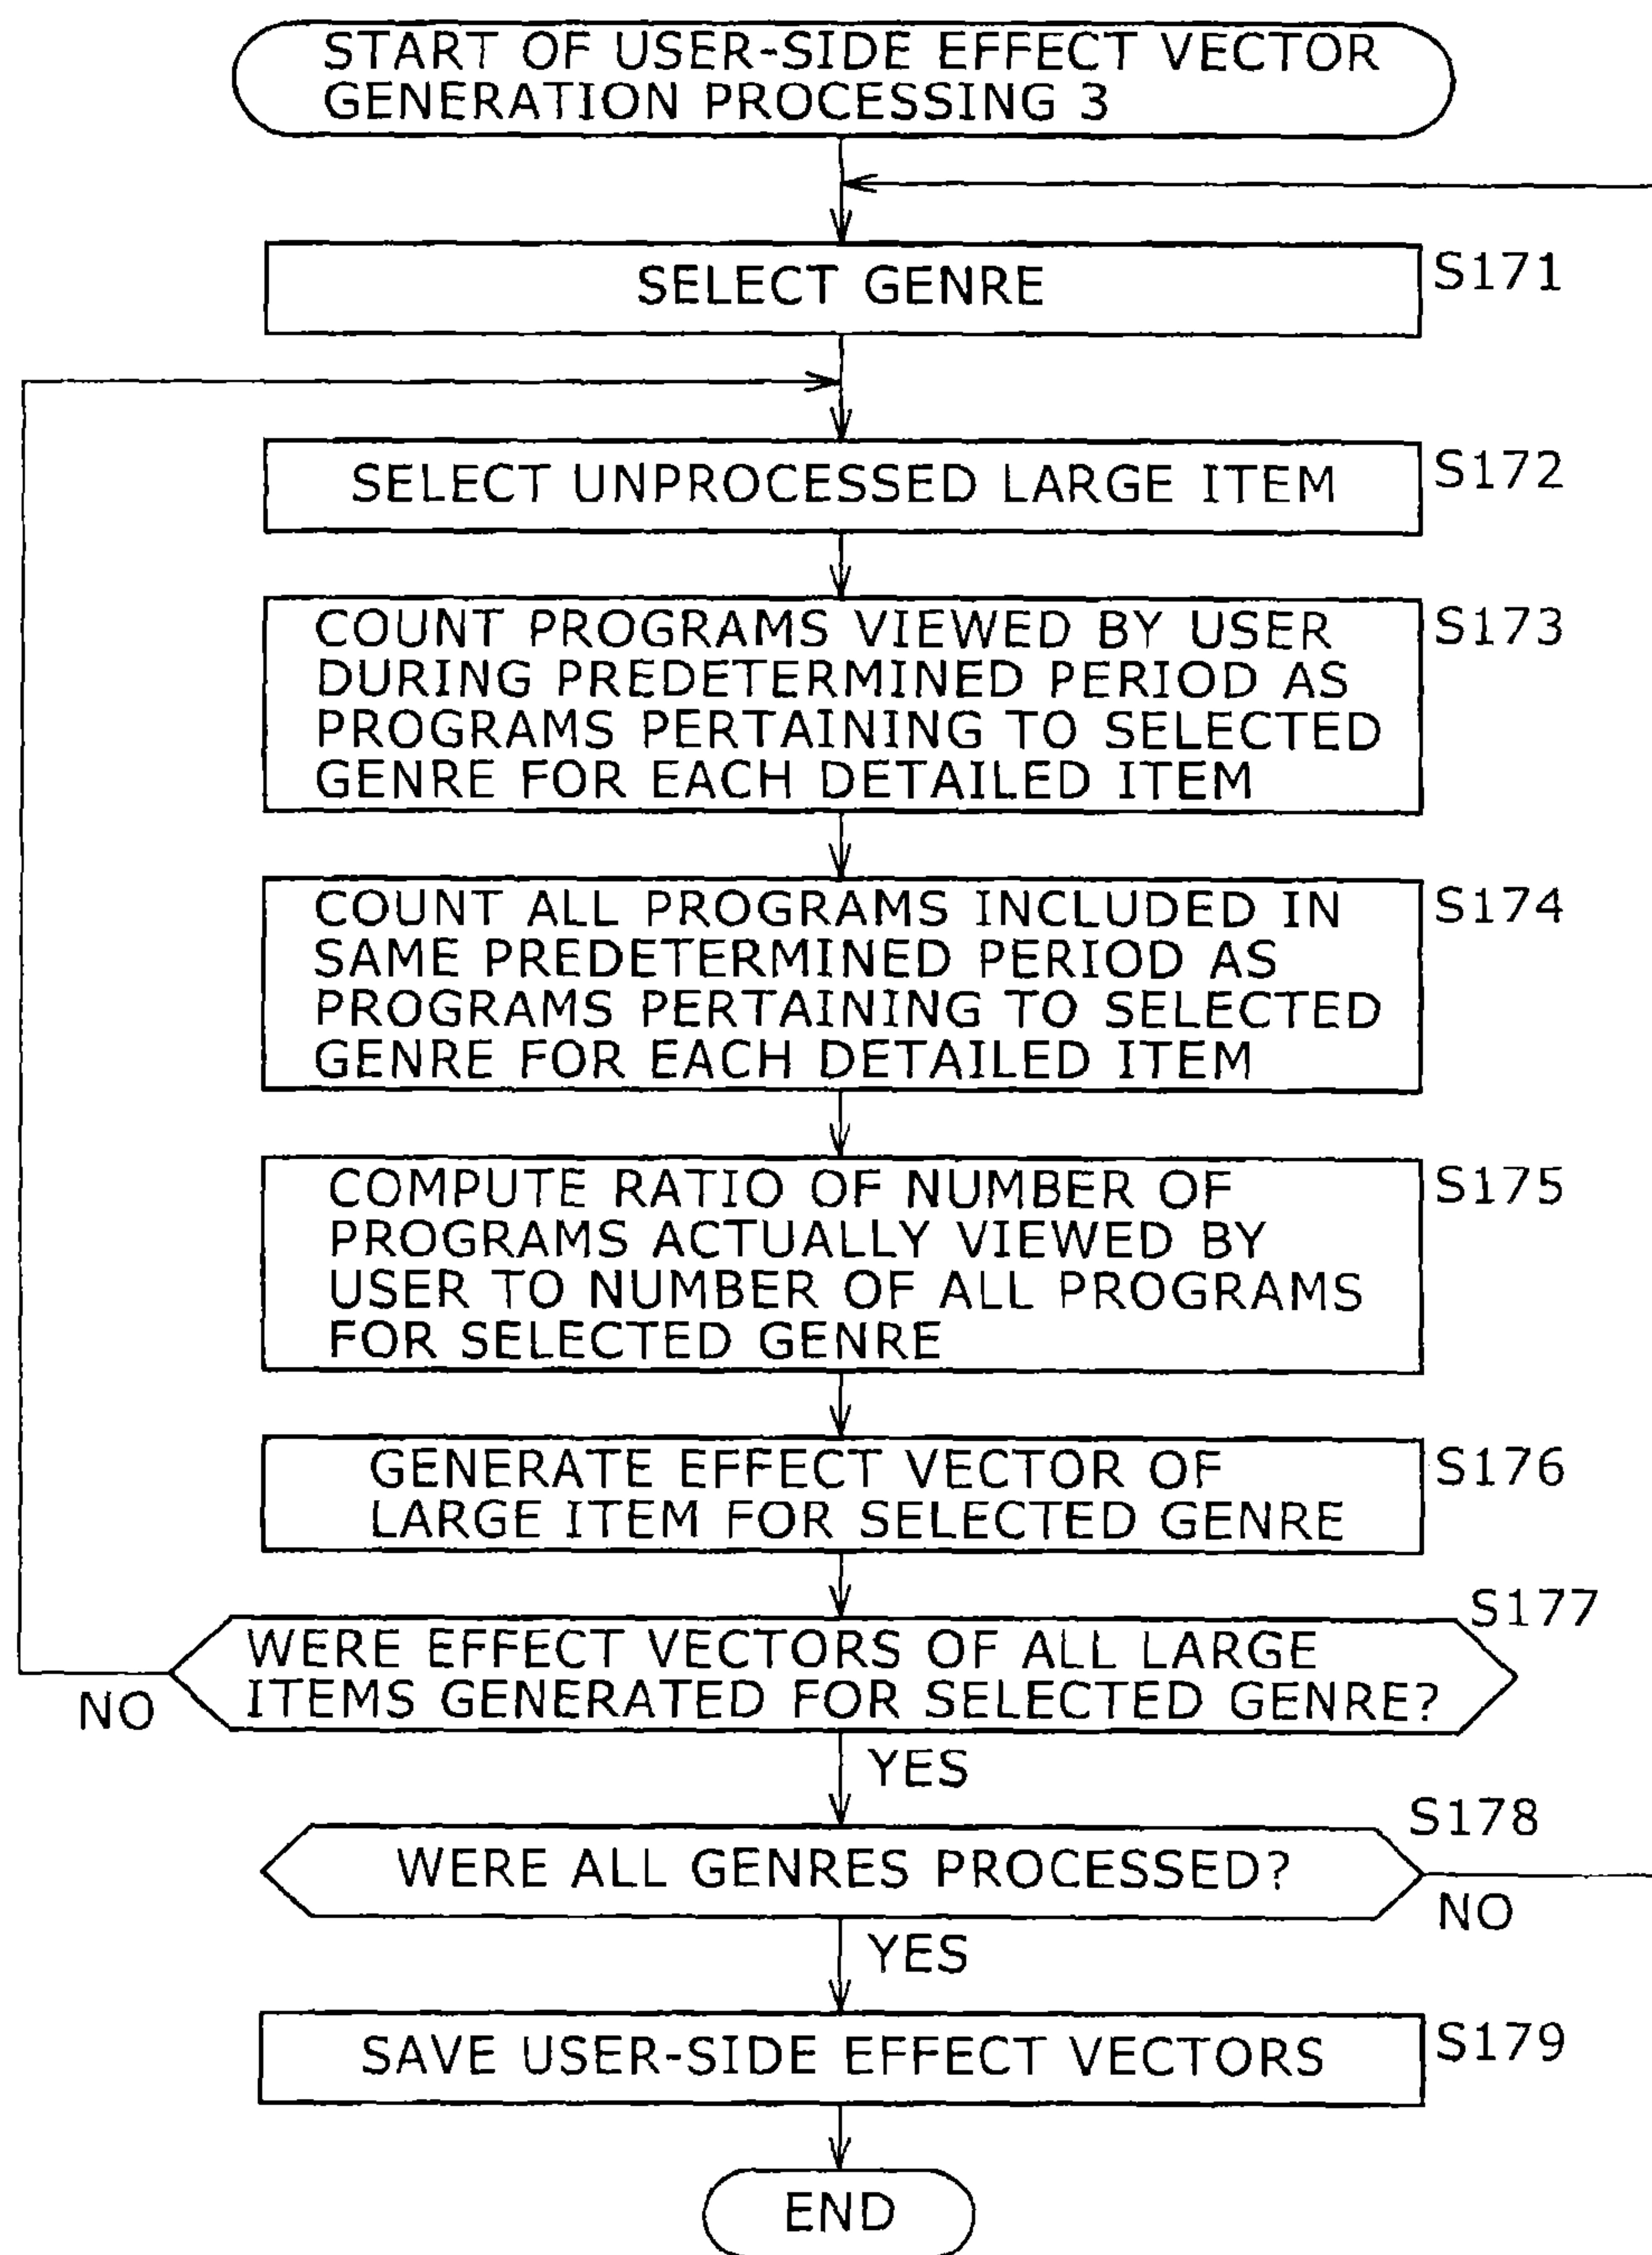 START OF USER-SIDE EFFECT VECTOR
GENERATION PROCESSING 3
SELECT GENRE
S171
SELECT UNPROCESSED LARGE ITEM
S172
COUNT PROGRAMS VIEWED BY USER
DURING PREDETERMINED PERIOD AS
PROGRAMS PERTAINING TO SELECTED
GENRE FOR EACH DETAILED ITEM
S173
COUNT ALL PROGRAMS INCLUDED IN
SAME PREDETERMINED PERIOD AS
PROGRAMS PERTAINING TO SELECTED
GENRE FOR EACH DETAILED ITEM
S174
COMPUTE RATIO OF NUMBER OF
PROGRAMS ACTUALLY VIEWED BY
USER TO NUMBER OF ALL PROGRAMS
FOR SELECTED GENRE
S175
GENERATE EFFECT VECTOR OF
LARGE ITEM FOR SELECTED GENRE
S176
S177
WERE EFFECT VECTORS OF ALL LARGE
ITEMS GENERATED FOR SELECTED GENRE?
NO
YES
S178
WERE ALL GENRES PROCESSED?
NO
YES
SAVE USER-SIDE EFFECT VECTORS
S179
END